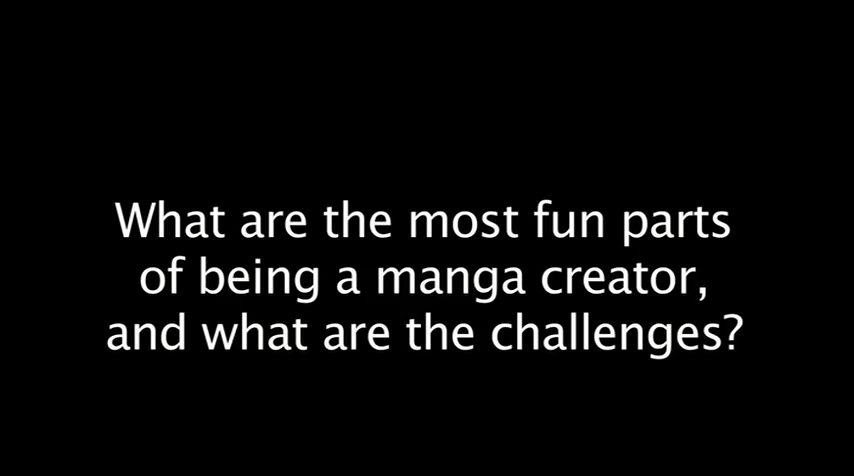 What are the most fun parts
of being a manga creator,
and what are the challenges?